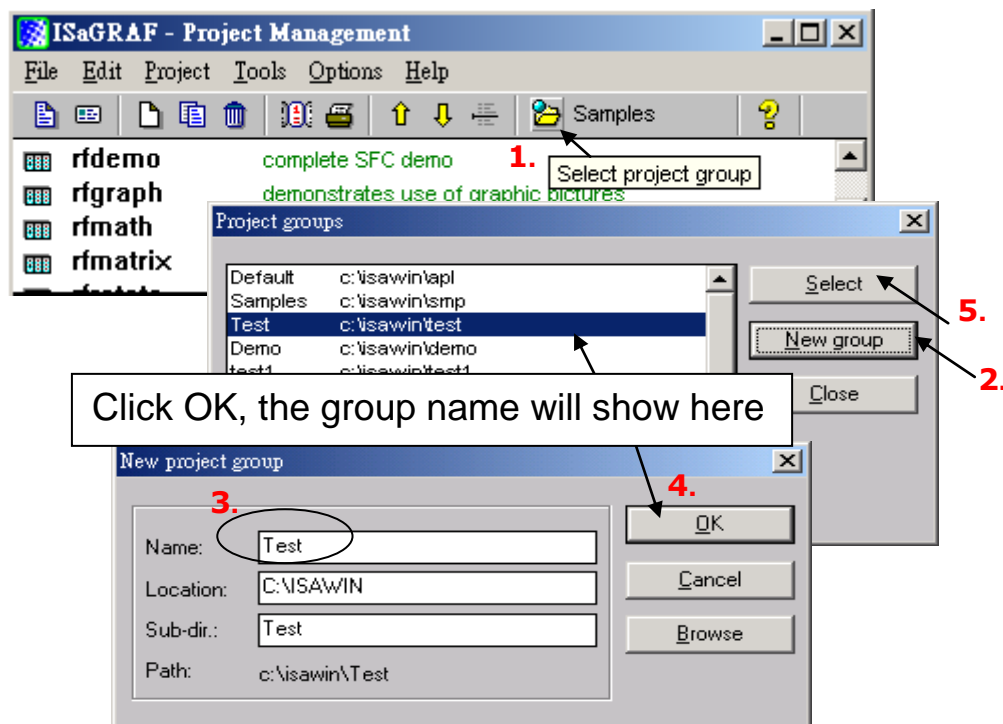 ISaGRAF - Project Management
File Edit Project Tools Options Help
Samples
rfdemo complete SFC demo
1.
Select project group
rfgraph demonstrates use of graphic pictures
rfmath
rfmatrix
Project groups
Default c:\isawin\apl
Samples c:\isawin\smp
Test c:\isawin\test
Demo c:\isawin\demo
test1 c:\isawin\test1
Select
5.
New group
2.
Close
Click OK, the group name will show here
New project group
3.
4.
Name: Test
Location: C:\ISAWIN
Sub-dir.: Test
Path: c:\isawin\Test
OK
Cancel
Browse